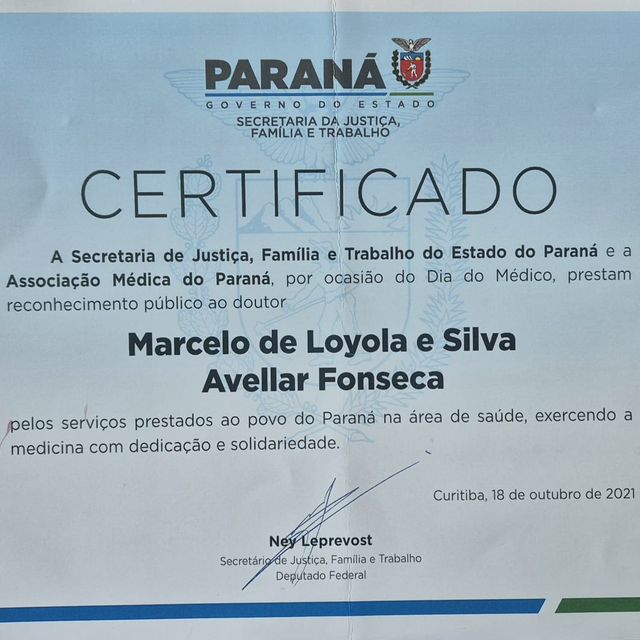 PARANÁ
GOVERNO DO ESTADO
SECRETARIA DA JUSTIÇA,
FAMÍLIA E TRABALHO
CERTIFICADO
A Secretaria de Justiça, Família e Trabalho do Estado do Paraná e a
Associação Médica do Paraná, por ocasião do Dia do Médico, prestam
reconhecimento público ao doutor
Marcelo de Loyola e Silva
Avellar Fonseca
pelos serviços prestados ao povo do Paraná na área de saúde, exercendo a
medicina com dedicação e solidariedade.
Curitiba, 18 de outubro de 2021
Ney Leprevost
Secretário de Justiça, Família e Trabalho
Deputado Federal